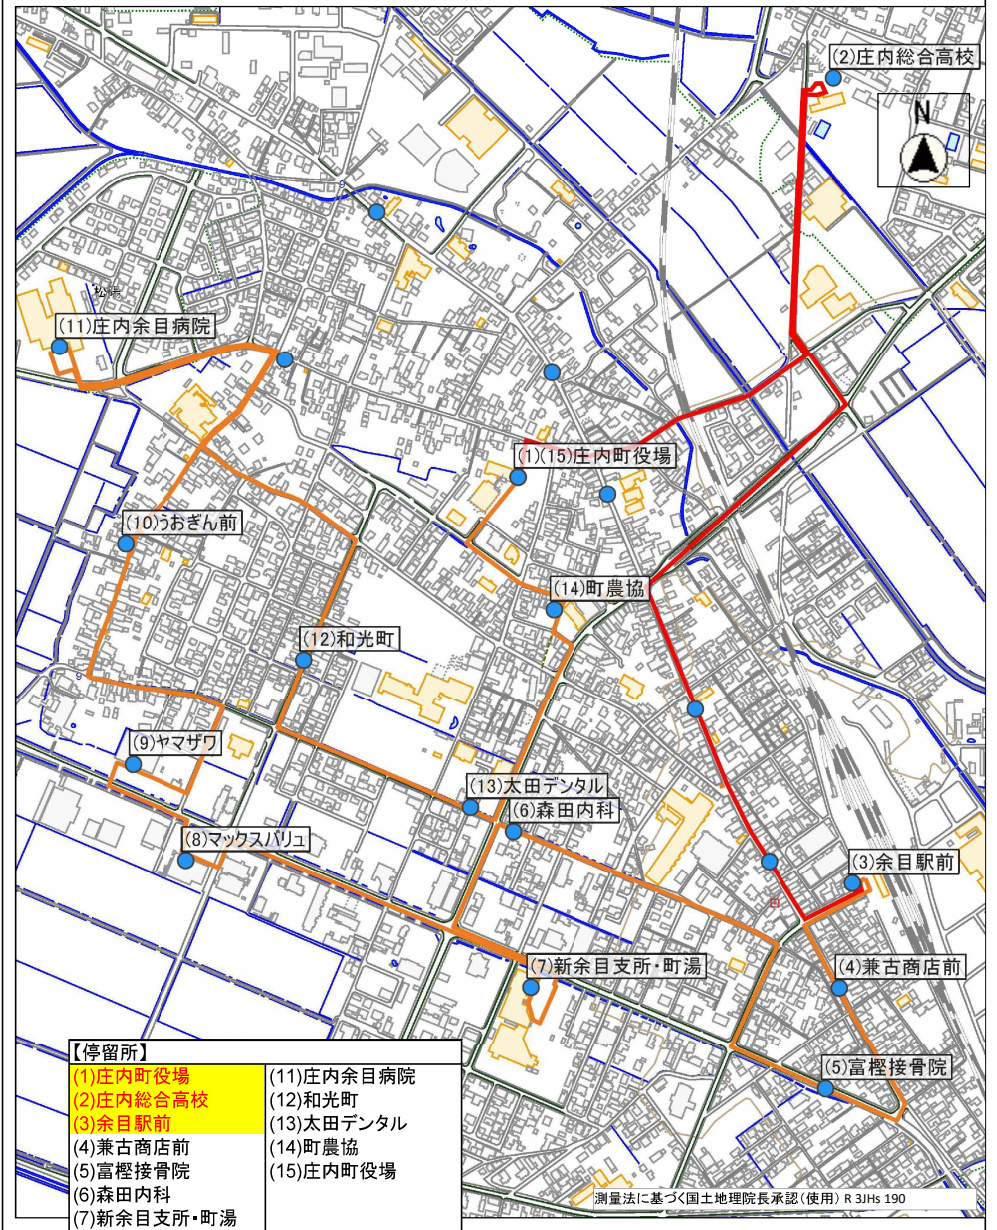 (2)庄内総合高校
N
松陽
(11)庄内余目病院
(1)(15)庄内町役場
(10)うおぎん前
(14)町農協
(12)和光町
(9)ヤマザワ
(13)太田デンタル
(6)森田内科
(8)マックスバリュ
(3)余目駅前
(7)新余目支所・町湯
(4)兼古商店前
(5)富樫接骨院
【停留所】
(1)庄内町役場
(2)庄内総合高校
(3)余目駅前
(4)兼古商店前
(5)富樫接骨院
(6)森田内科
(7)新余目支所・町湯
(11)庄内余目病院
(12)和光町
(13)太田デンタル
(14)町農協
(15)庄内町役場
測量法に基づく国土地理院長承認(使用) R 3JHs 190